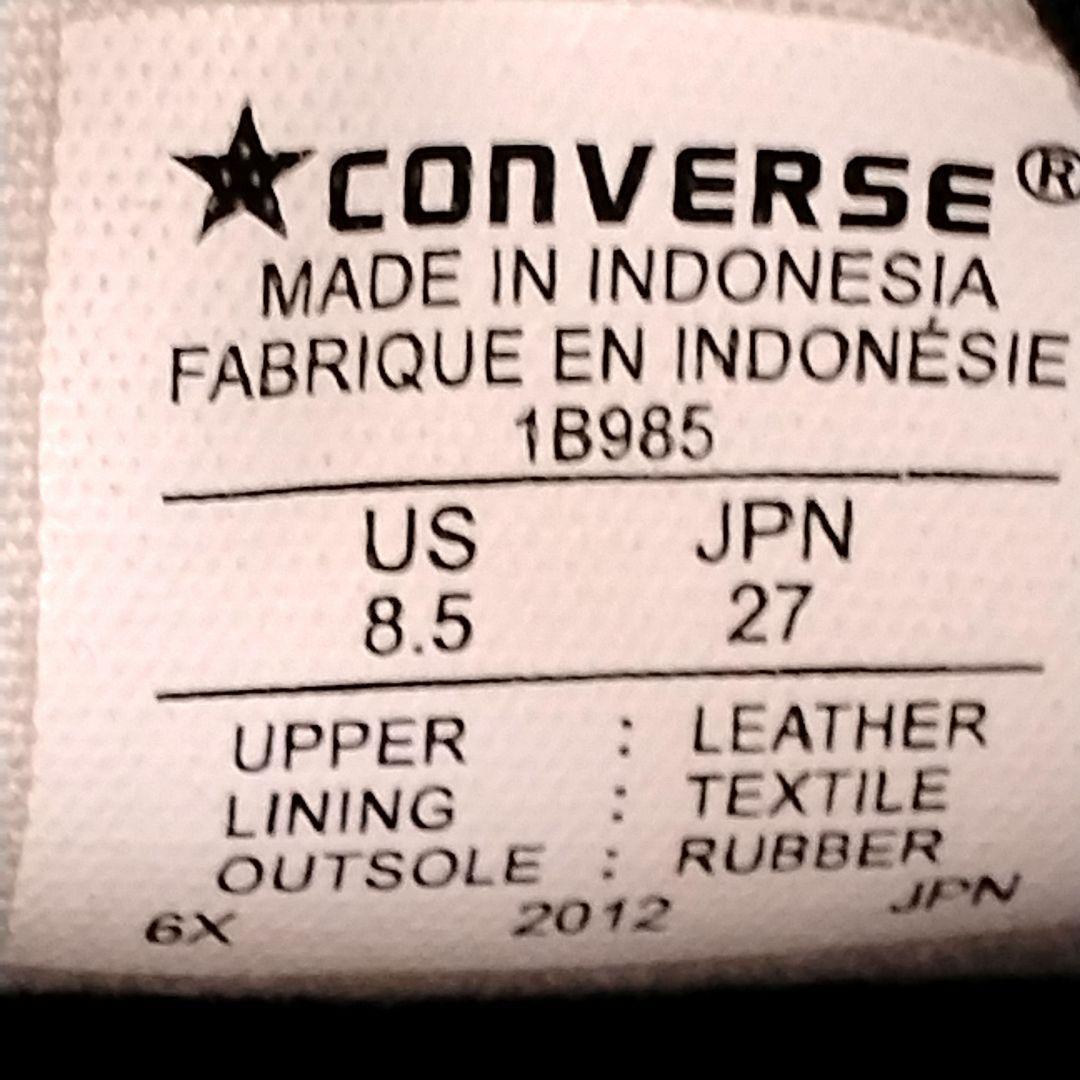 CONVERSE®
MADE IN INDONESIA
FABRIQUE EN INDONÉSIE
1B985
US JPN
8.5 27
UPPER : LEATHER
LINING : TEXTILE
OUTSOLE : RUBBER
6X 2012 JPN